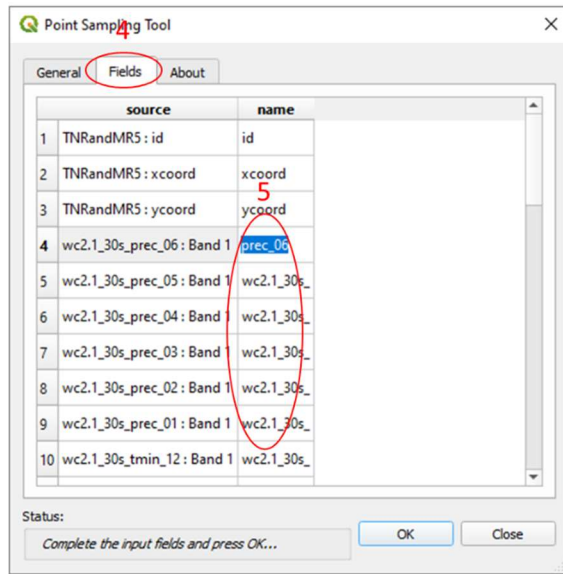 Point Sampling Tool
4
General Fields About
source name
1 TNRandMR5 : id id
2 TNRandMR5 : xcoord xcoord
3 TNRandMR5 : ycoord ycoord
5
4 wc2.1_30s_prec_06 : Band 1 prec_06
5 wc2.1_30s_prec_05 : Band 1 wc2.1_30s_
6 wc2.1_30s_prec_04 : Band 1 wc2.1_30s_
7 wc2.1_30s_prec_03 : Band 1 wc2.1_30s_
8 wc2.1_30s_prec_02 : Band 1 wc2.1_30s_
9 wc2.1_30s_prec_01 : Band 1 wc2.1_30s_
10 wc2.1_30s_tmin_12 : Band 1 wc2.1_30s_
Status:
Complete the input fields and press OK...
OK Close